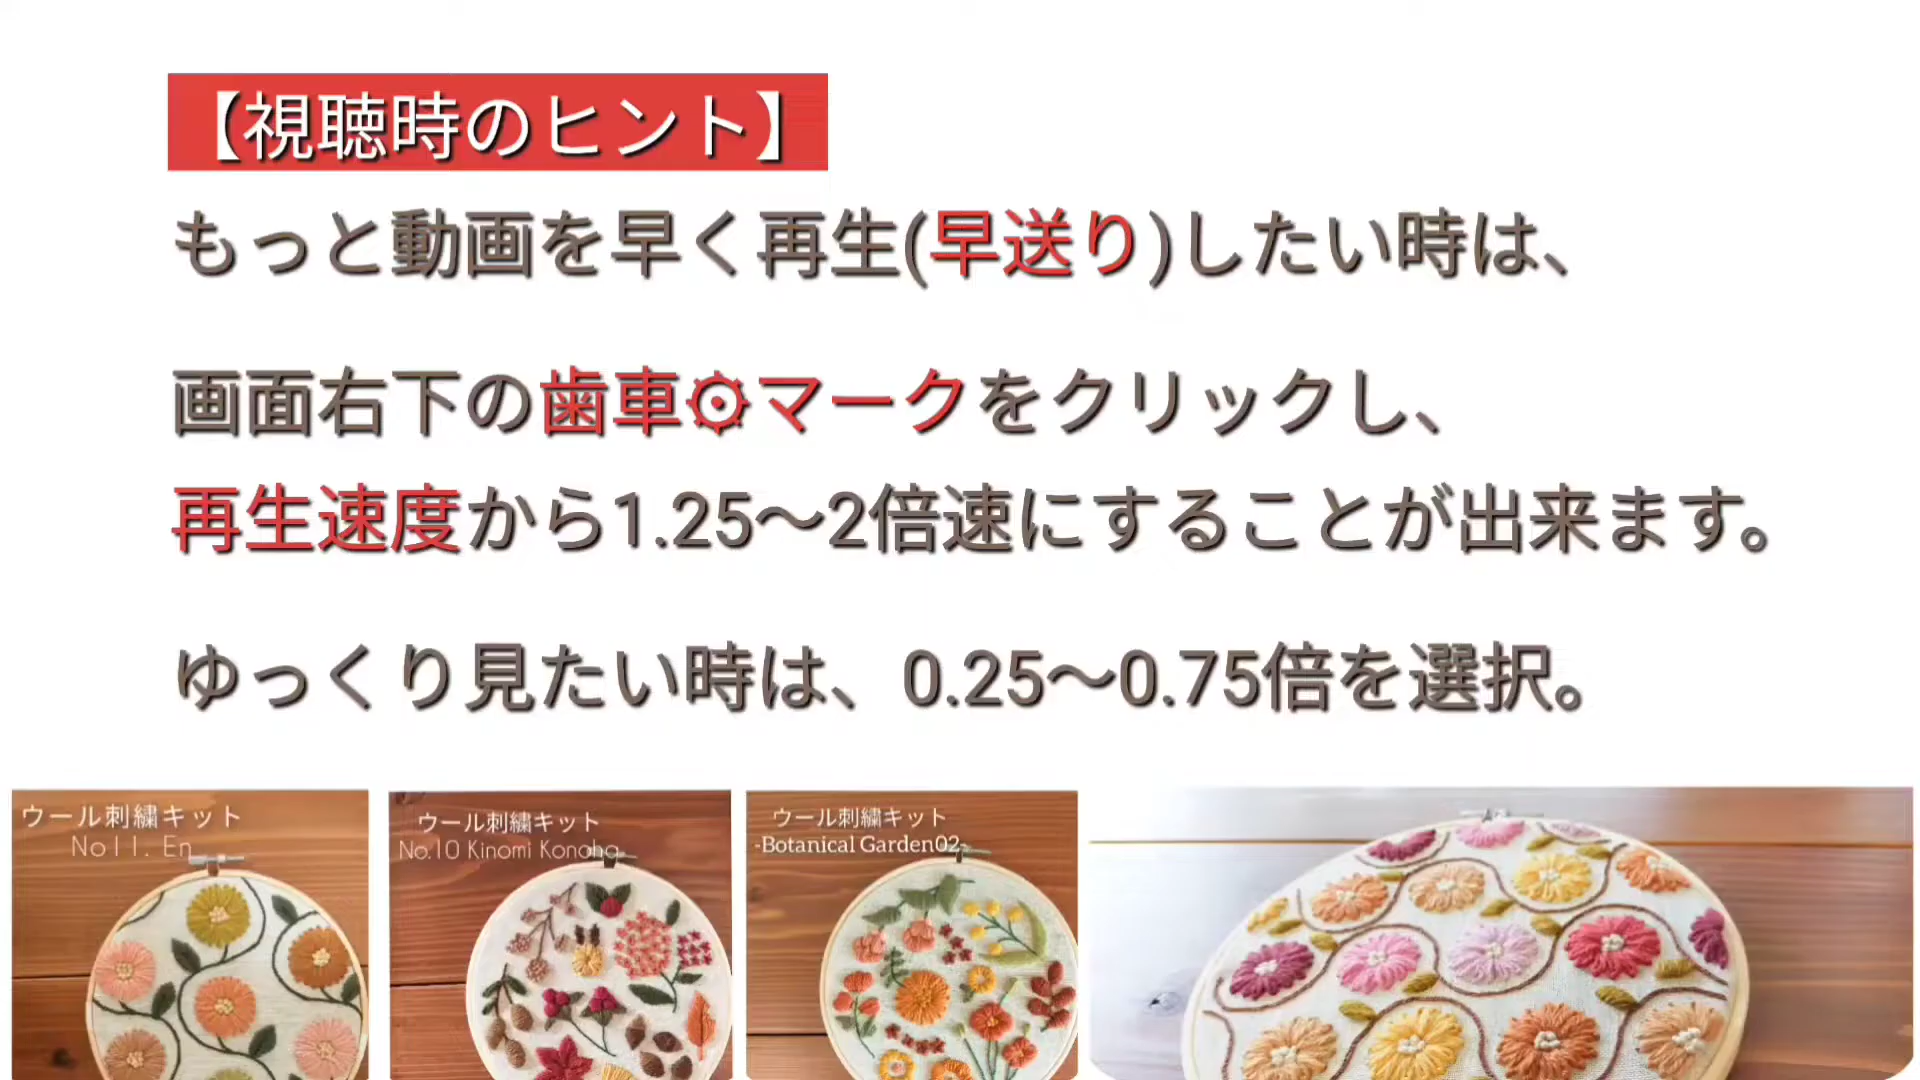 【視聴時のヒント】
もっと動画を早く再生(早送り)したい時は、
画面右下の歯車⚙マークをクリックし、
再生速度から1.25〜2倍速にすることが出来ます。
ゆっくり見たい時は、0.25〜0.75倍を選択。
ウール刺繍キット
No11. En
ウール刺繍キット
No.10 Kinomi Konoha
ウール刺繍キット
-Botanical Garden02-